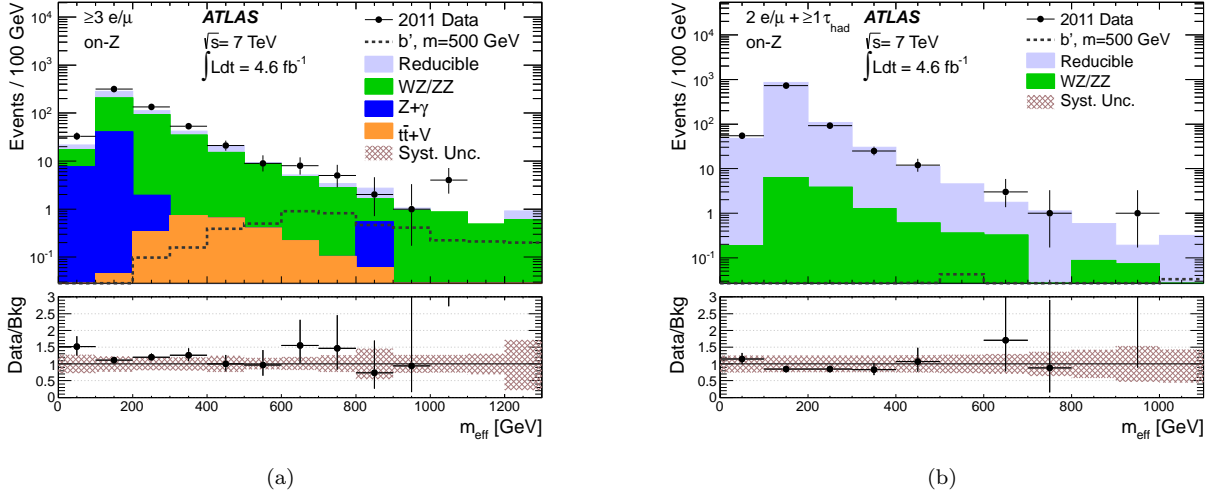 ≥3 e/μ
ATLAS
on-Z
√s= 7 TeV
∫Ldt = 4.6 fb⁻¹
2011 Data
b', m=500 GeV
Reducible
WZ/ZZ
Z+γ
tt̄+V
Syst. Unc.
Events / 100 GeV
10⁴
10³
10²
10
1
10⁻¹
Data/Bkg
3
2.5
2
1.5
1
0.5
0
0 200 400 600 800 1000 1200
m_eff [GeV]
(a)
2 e/μ + ≥1 τ_had
ATLAS
on-Z
√s= 7 TeV
∫Ldt = 4.6 fb⁻¹
2011 Data
b', m=500 GeV
Reducible
WZ/ZZ
Syst. Unc.
Events / 100 GeV
10⁴
10³
10²
10
1
10⁻¹
Data/Bkg
3
2.5
2
1.5
1
0.5
0
0 200 400 600 800 1000
m_eff [GeV]
(b)